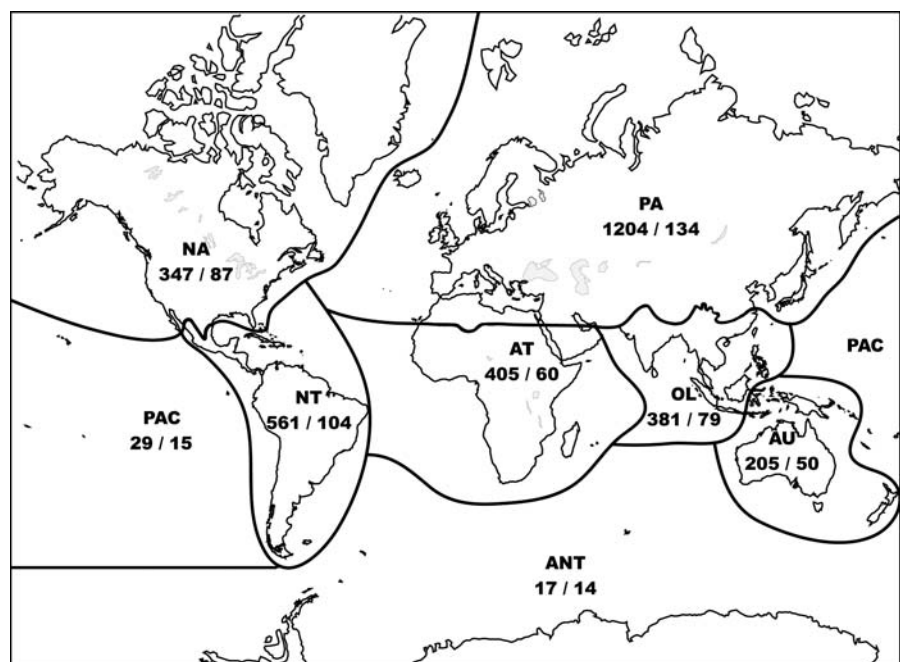 PA
1204 / 134
NA
347 / 87
AT
405 / 60
PAC
NT
561 / 104
OL
381 / 79
PAC
29 / 15
AU
205 / 50
ANT
17 / 14